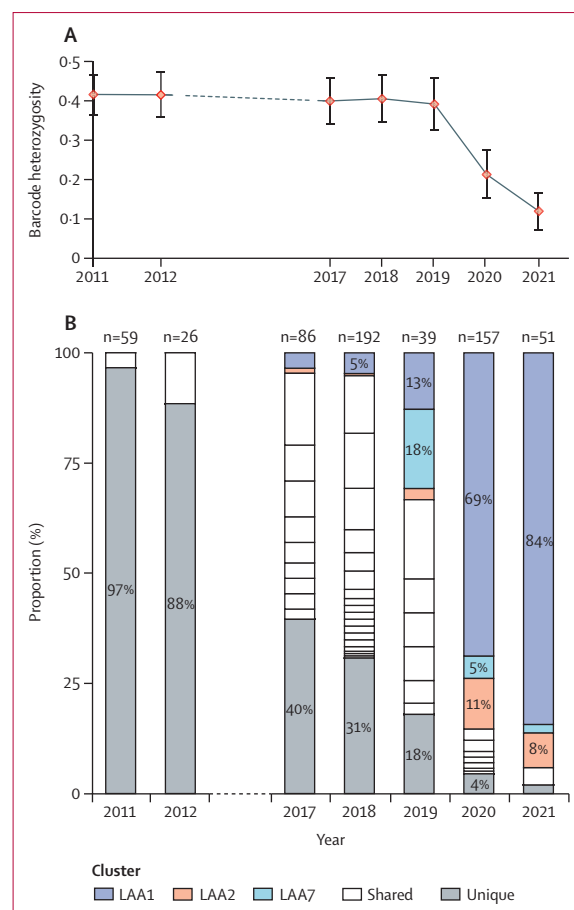 A
0·5
0·4
0·3
0·2
0·1
0
Barcode heterozygosity
2011 2012 2017 2018 2019 2020 2021
B
n=59 n=26 n=86 n=192 n=39 n=157 n=51
100
75
50
25
0
Proportion (%)
97%
88%
40%
5%
31%
13%
18%
18%
69%
5%
11%
4%
84%
8%
2011 2012 2017 2018 2019 2020 2021
Year
Cluster
LAA1 LAA2 LAA7 Shared Unique